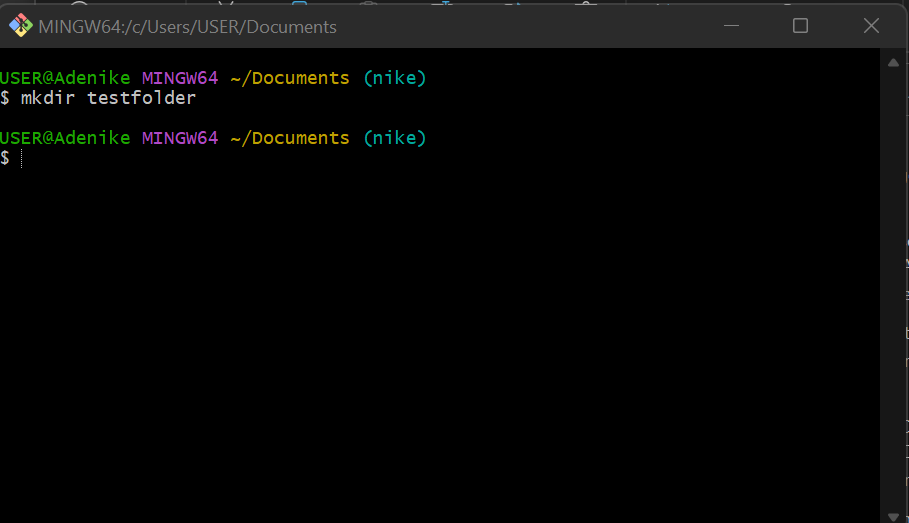 MINGW64:/c/Users/USER/Documents
USER@Adenike MINGW64 ~/Documents (nike)
$ mkdir testfolder
USER@Adenike MINGW64 ~/Documents (nike)
$